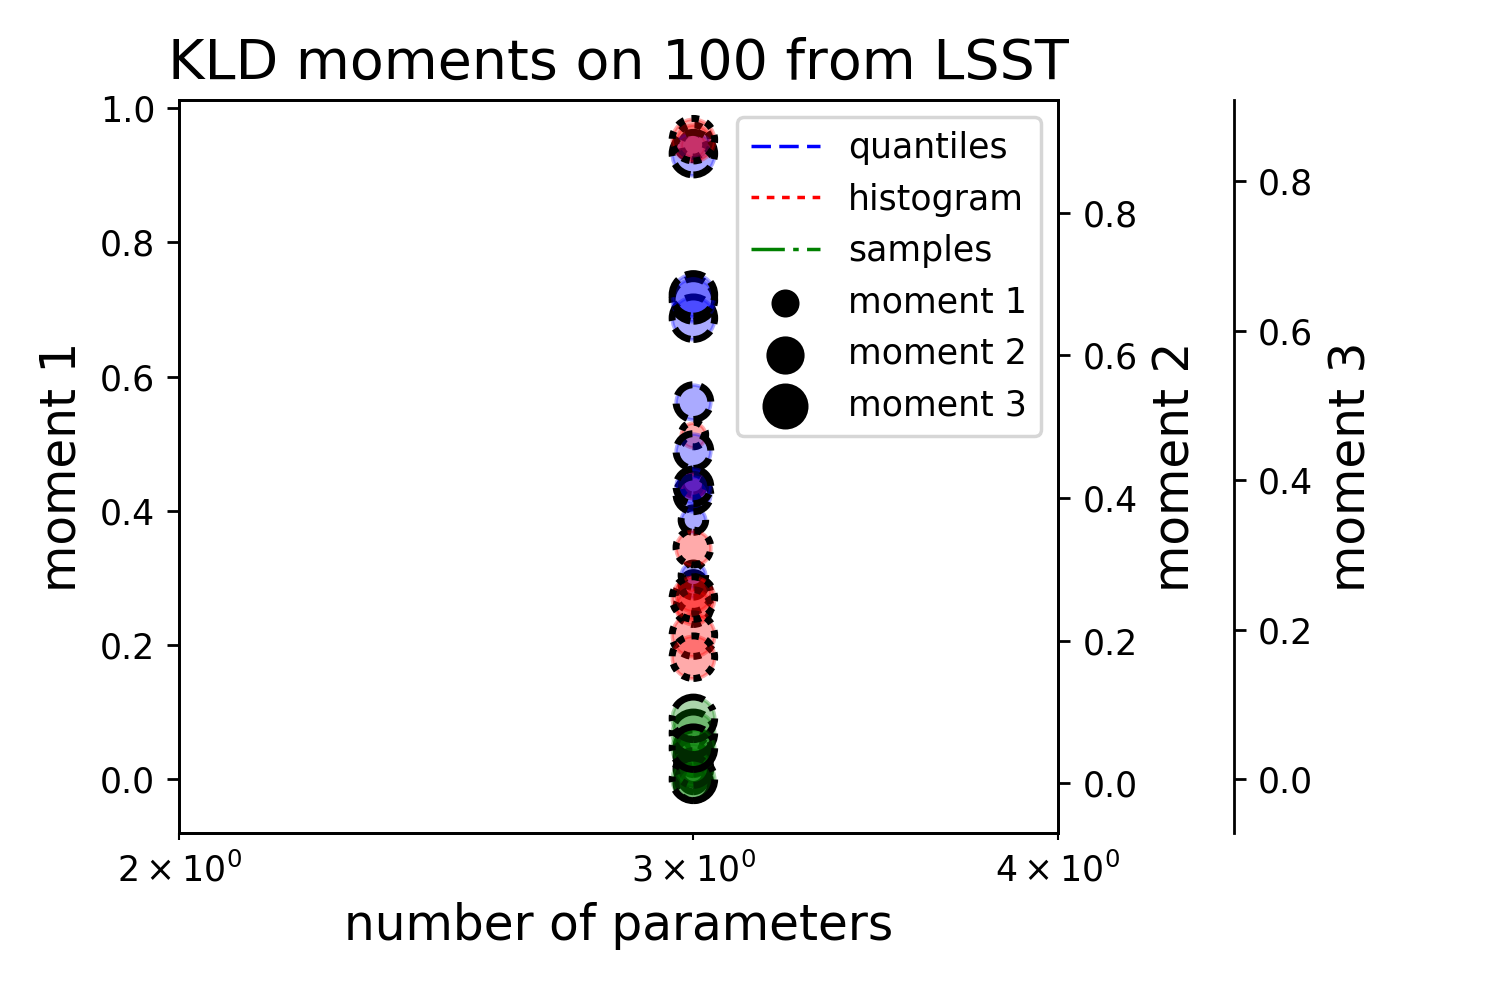 KLD moments on 100 from LSST
1.0
0.8
0.6
0.4
0.2
0.0
moment 1
quantiles
histogram
samples
moment 1
moment 2
moment 3
0.8
0.6
0.4
0.2
0.0
moment 2
0.8
0.6
0.4
0.2
0.0
moment 3
2 × 10⁰
3 × 10⁰
4 × 10⁰
number of parameters